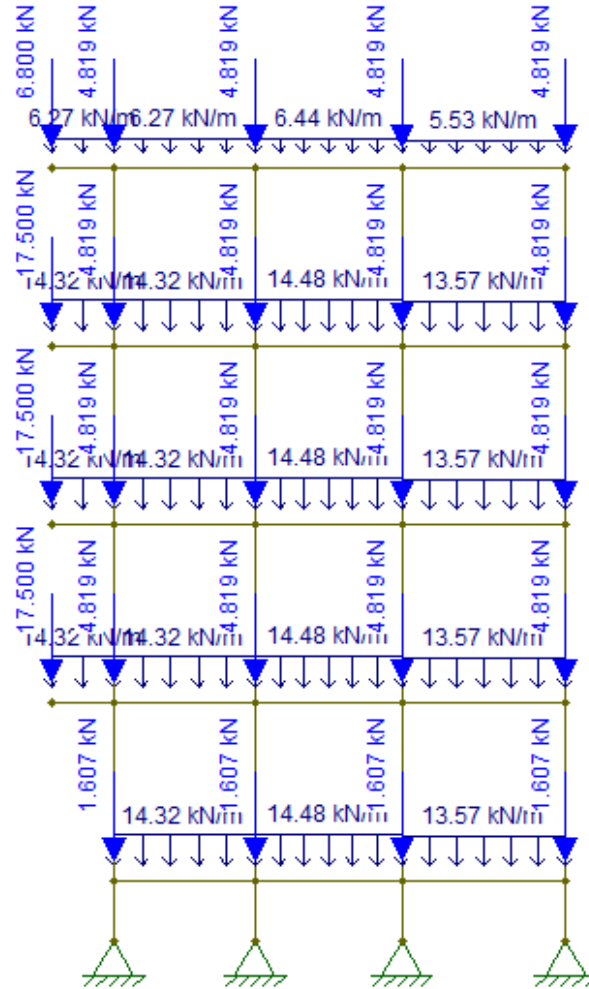 6.800 kN 4.819 kN 4.819 kN 4.819 kN 4.819 kN
6.27 kN/m 6.27 kN/m 6.44 kN/m 5.53 kN/m
17.500 kN 4.819 kN 4.819 kN 4.819 kN 4.819 kN
14.32 kN/m 14.32 kN/m 14.48 kN/m 13.57 kN/m
17.500 kN 4.819 kN 4.819 kN 4.819 kN 4.819 kN
14.32 kN/m 14.32 kN/m 14.48 kN/m 13.57 kN/m
17.500 kN 4.819 kN 4.819 kN 4.819 kN 4.819 kN
14.32 kN/m 14.32 kN/m 14.48 kN/m 13.57 kN/m
1.607 kN 1.607 kN 1.607 kN 1.607 kN
14.32 kN/m 14.48 kN/m 13.57 kN/m